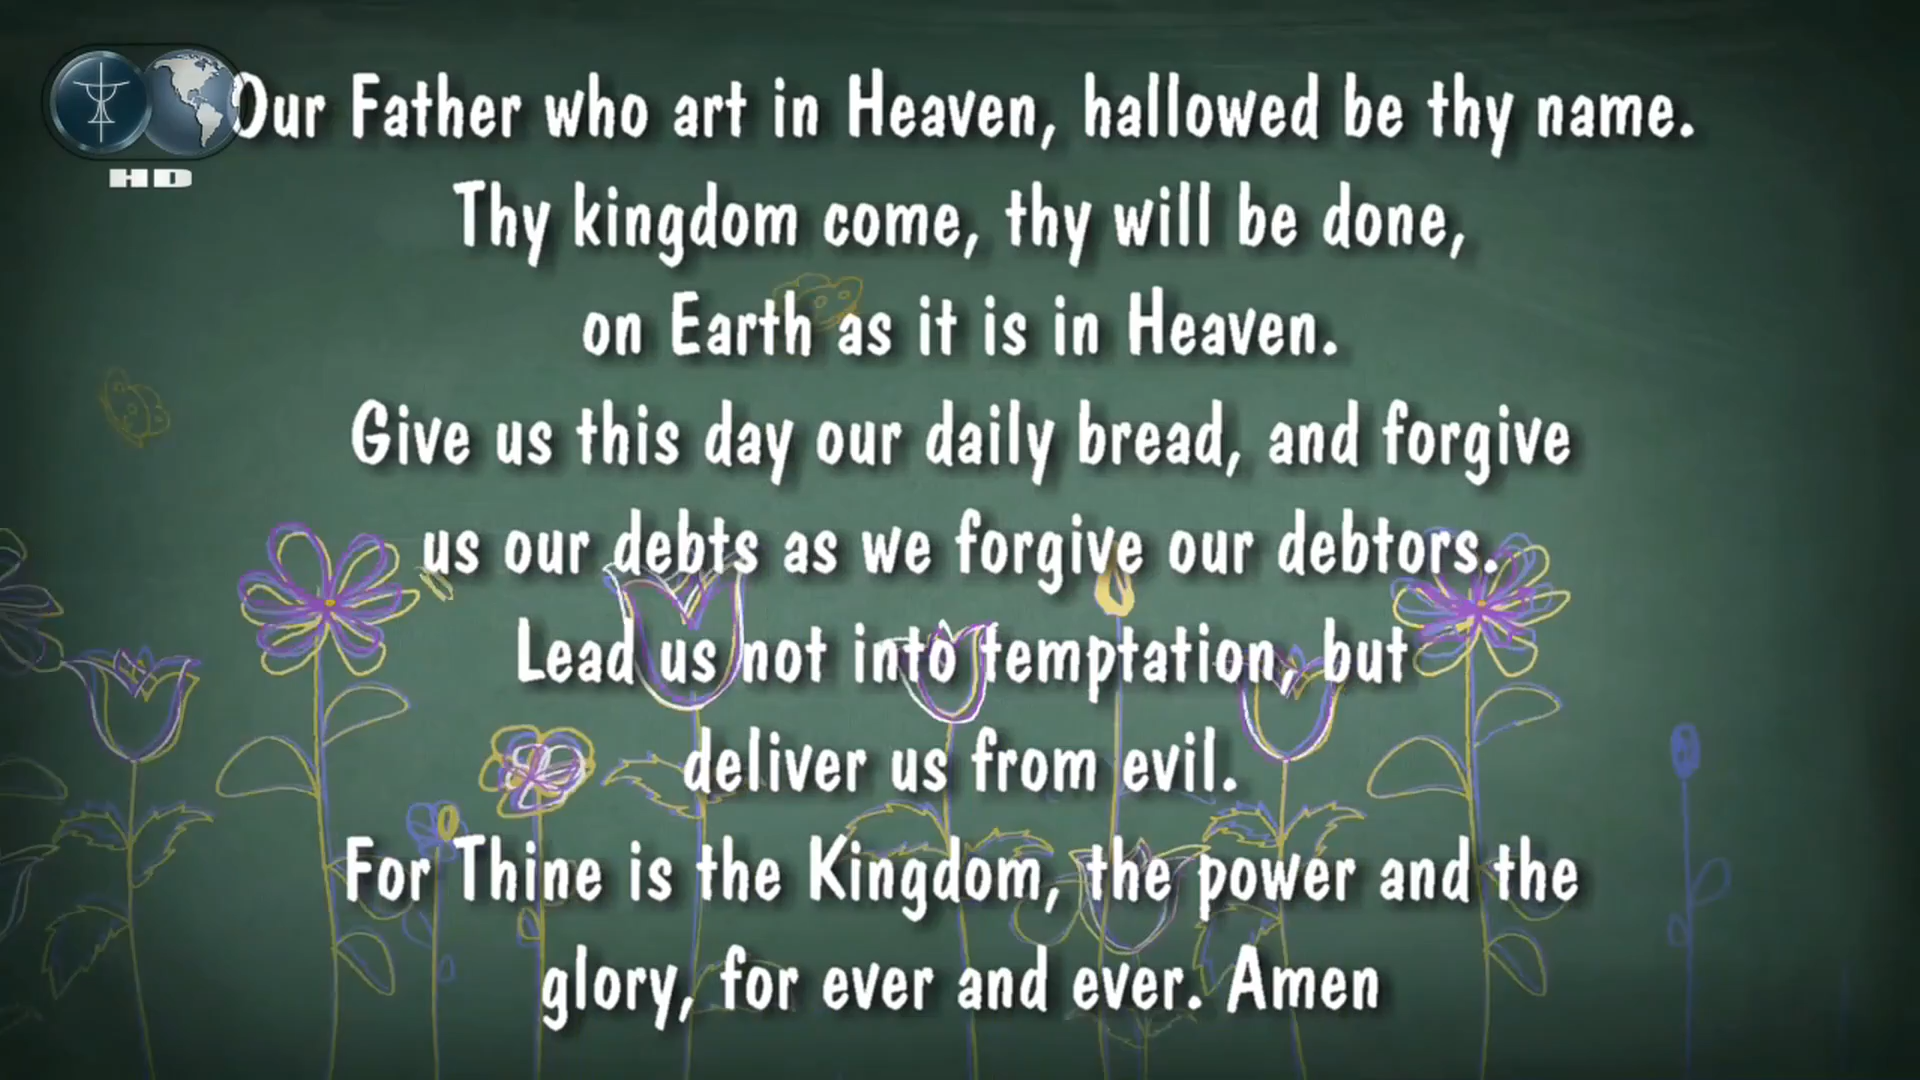 HD
Our Father who art in Heaven, hallowed be thy name.
Thy kingdom come, thy will be done,
on Earth as it is in Heaven.
Give us this day our daily bread, and forgive
us our debts as we forgive our debtors.
Lead us not into temptation, but
deliver us from evil.
For Thine is the Kingdom, the power and the
glory, for ever and ever. Amen